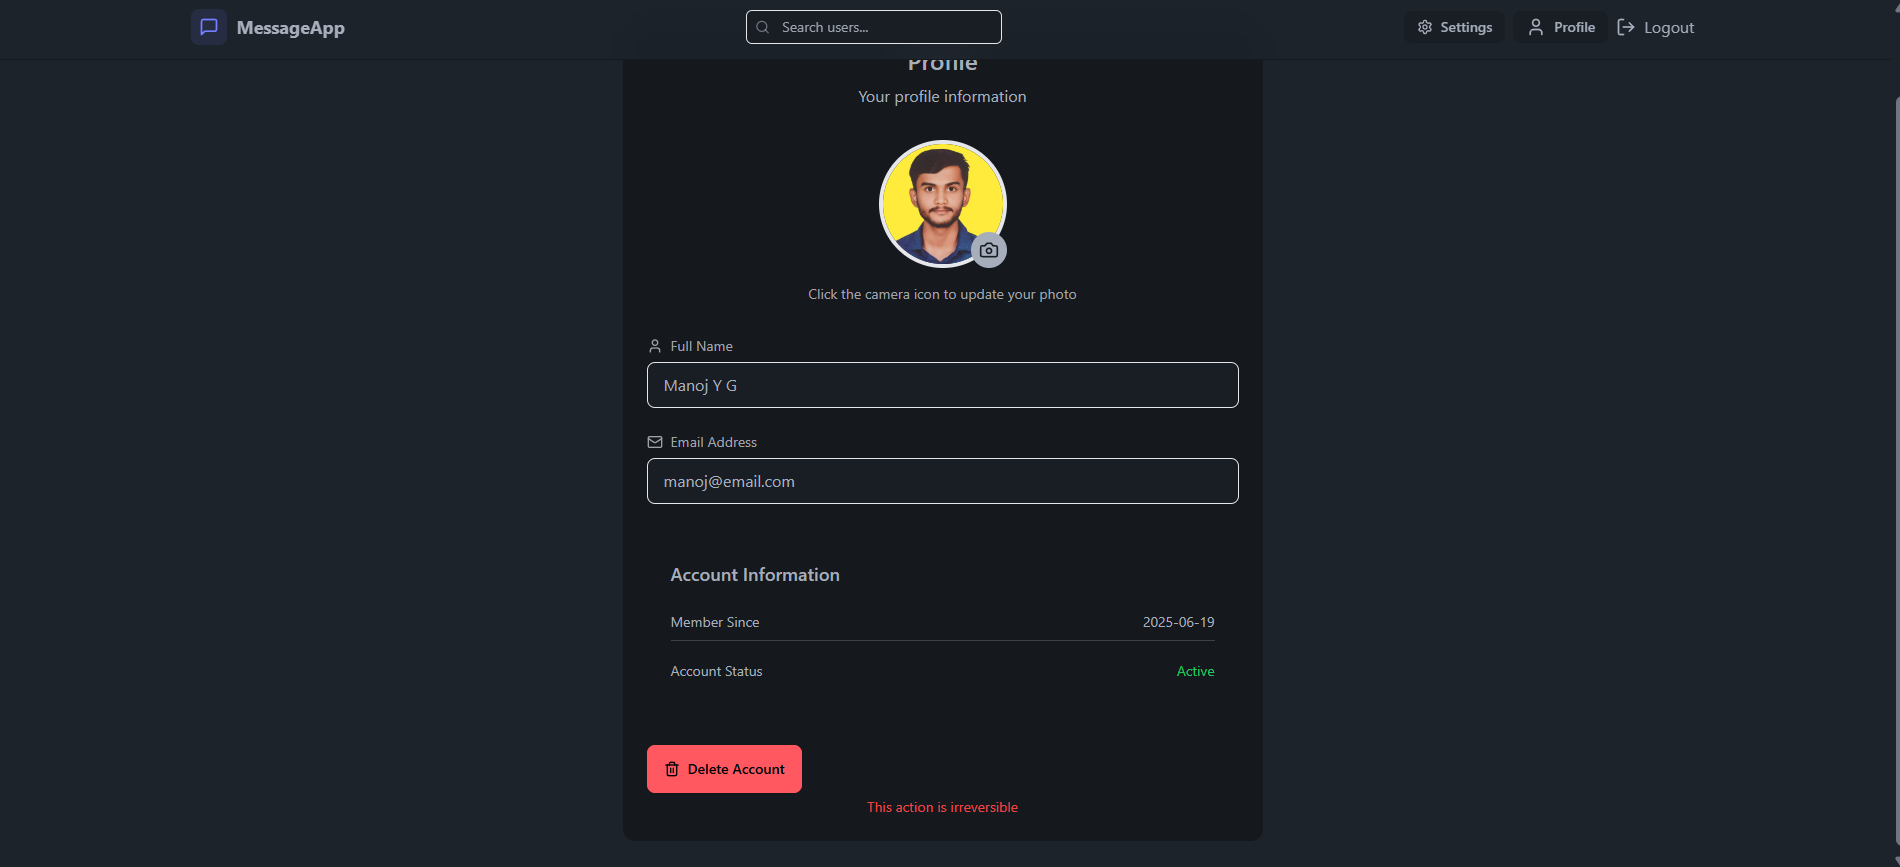 MessageApp
Search users...
Settings
Profile
Logout
Profile
Your profile information
Click the camera icon to update your photo
Full Name
Manoj Y G
Email Address
manoj@email.com
Account Information
Member Since 2025-06-19
Account Status Active
Delete Account
This action is irreversible